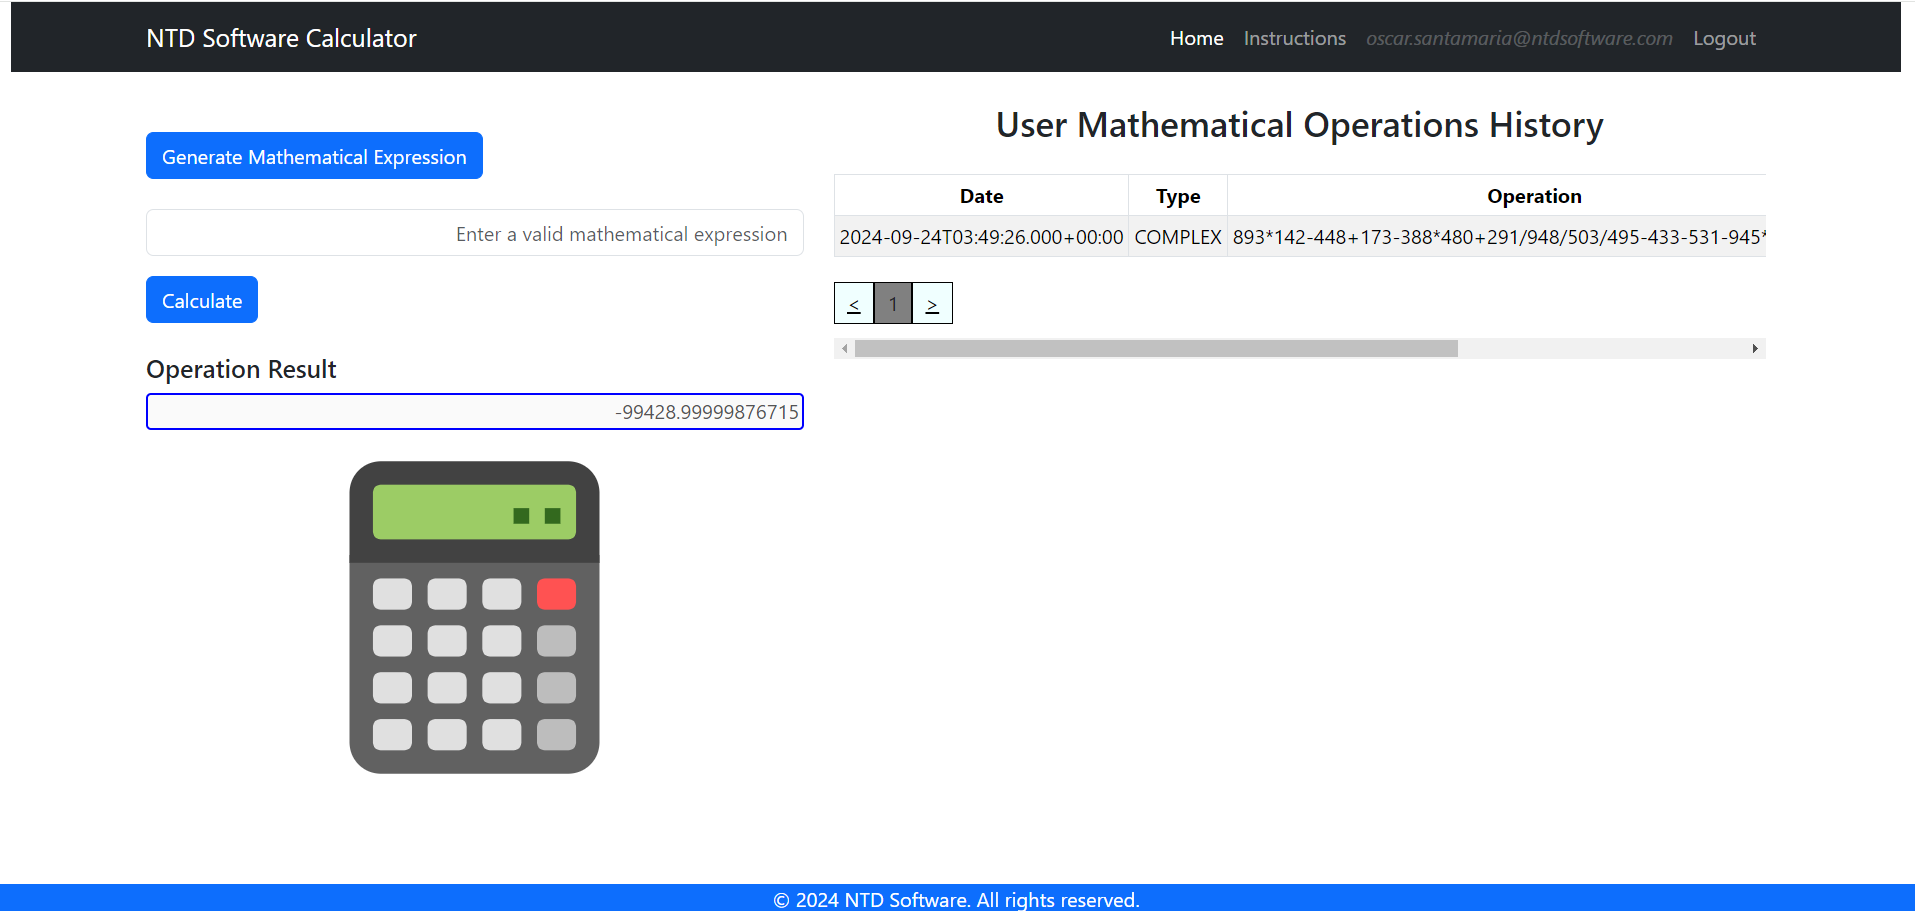 NTD Software Calculator
Home Instructions oscar.santamaria@ntdsoftware.com Logout
Generate Mathematical Expression
Enter a valid mathematical expression
Calculate
Operation Result
-99428.99999876715
User Mathematical Operations History
Date Type Operation
2024-09-24T03:49:26.000+00:00 COMPLEX 893*142-448+173-388*480+291/948/503/495-433-531-945*
< 1 >
© 2024 NTD Software. All rights reserved.